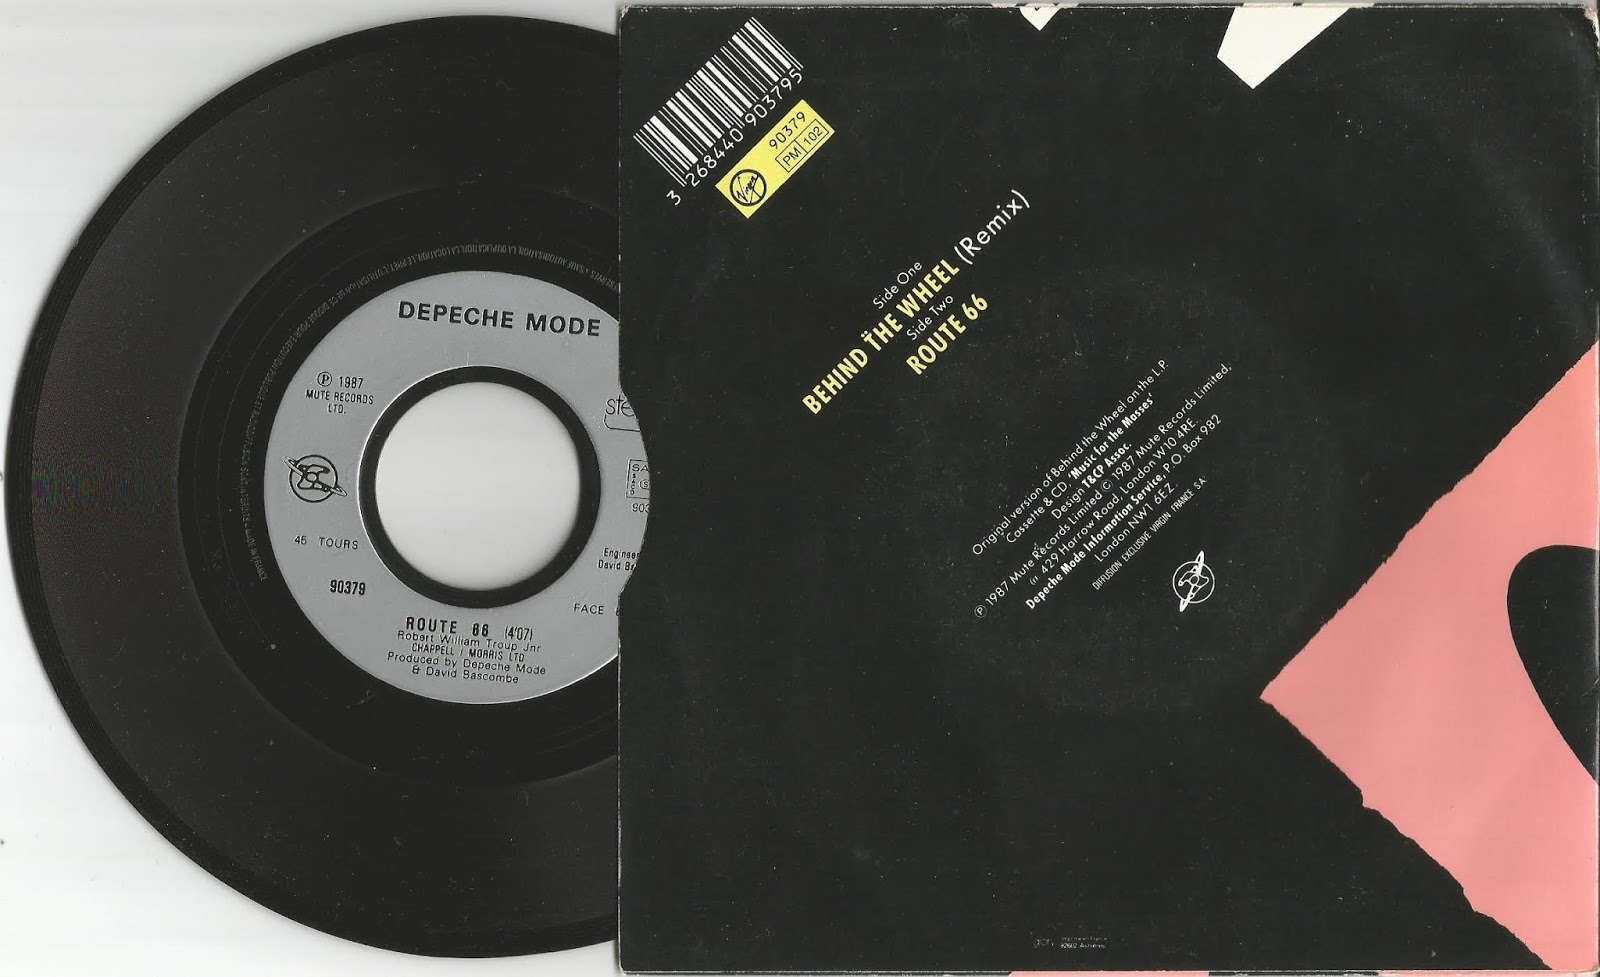 DEPECHE MODE
Ⓟ 1987
MUTE RECORDS
LTD.
45 TOURS
90379
ROUTE 66 (4'07)
Robert William Troup Jnr
CHAPPELL / MORRIS LTD
Produced by Depeche Mode
& David Bascombe
FACE
3 268440 903795
Virgin
90379
PM 102
Side One
BEHIND THE WHEEL (Remix)
Side Two
ROUTE 66
Original version of Behind the Wheel on the L.P.
Cassette & CD 'Music for the Masses'
Design T&CP Assoc.
Ⓟ 1987 Mute Records Limited © 1987 Mute Records Limited,
429 Harrow Road, London W10 4RE.
Depeche Mode Information Service, P.O. Box 982
London NW1 6EZ.
DIFFUSION EXCLUSIVE VIRGIN FRANCE S.A.